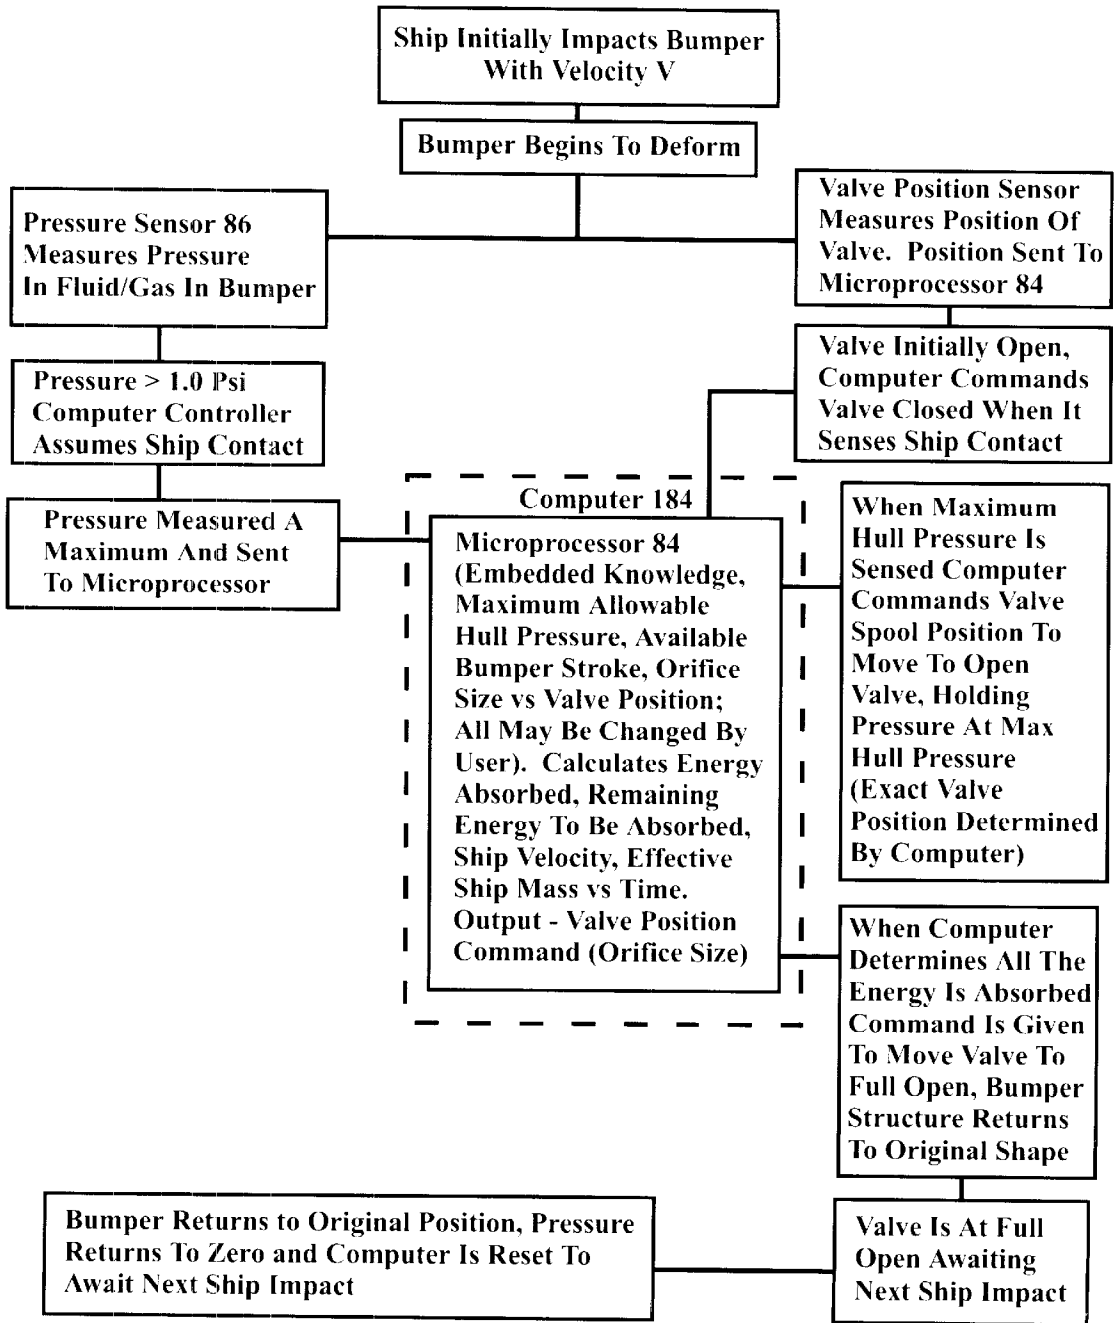 Ship Initially Impacts Bumper
With Velocity V
Bumper Begins To Deform
Pressure Sensor 86
Measures Pressure
In Fluid/Gas In Bumper
Valve Position Sensor
Measures Position Of
Valve. Position Sent To
Microprocessor 84
Pressure > 1.0 Psi
Computer Controller
Assumes Ship Contact
Valve Initially Open,
Computer Commands
Valve Closed When It
Senses Ship Contact
Pressure Measured A
Maximum And Sent
To Microprocessor
Computer 184
Microprocessor 84
(Embedded Knowledge,
Maximum Allowable
Hull Pressure, Available
Bumper Stroke, Orifice
Size vs Valve Position;
All May Be Changed By
User). Calculates Energy
Absorbed, Remaining
Energy To Be Absorbed,
Ship Velocity, Effective
Ship Mass vs Time.
Output - Valve Position
Command (Orifice Size)
When Maximum
Hull Pressure Is
Sensed Computer
Commands Valve
Spool Position To
Move To Open
Valve, Holding
Pressure At Max
Hull Pressure
(Exact Valve
Position Determined
By Computer)
When Computer
Determines All The
Energy Is Absorbed
Command Is Given
To Move Valve To
Full Open, Bumper
Structure Returns
To Original Shape
Bumper Returns to Original Position, Pressure
Returns To Zero and Computer Is Reset To
Await Next Ship Impact
Valve Is At Full
Open Awaiting
Next Ship Impact